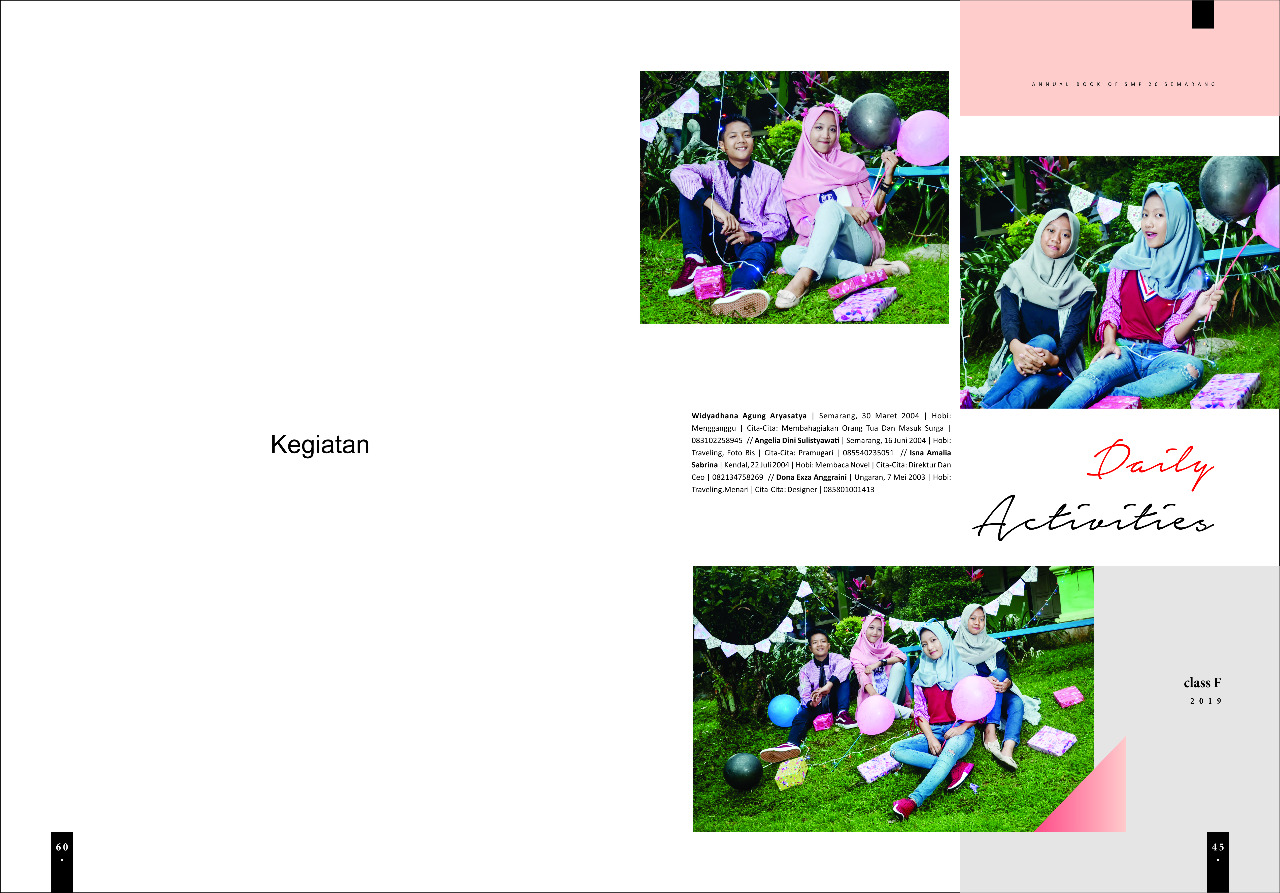 Kegiatan
60
ANNUAL BOOK OF SMP 20 SEMARANG
Widyadhana Agung Aryasatya | Semarang, 30 Maret 2004 | Hobi:
Mengganggu | Cita-Cita: Membahagiakan Orang Tua Dan Masuk Surga |
083102258945 // Angelia Dini Sulistyawati | Semarang, 16 Juni 2004 | Hobi:
Traveling, Foto Bis | Cita-Cita: Pramugari | 085540235051 // Isna Amalia
Sabrina Kendal, 22 Juli 2004 | Hobi: Membaca Novel | Cita-Cita: Direktur Dan
Ceo | 082134758269 // Dona Exza Anggraini | Ungaran, 7 Mei 2003 | Hobi:
Traveling,Menari | Cita-Cita: Designer | 085801001413
Daily
Activities
class F
2019
45